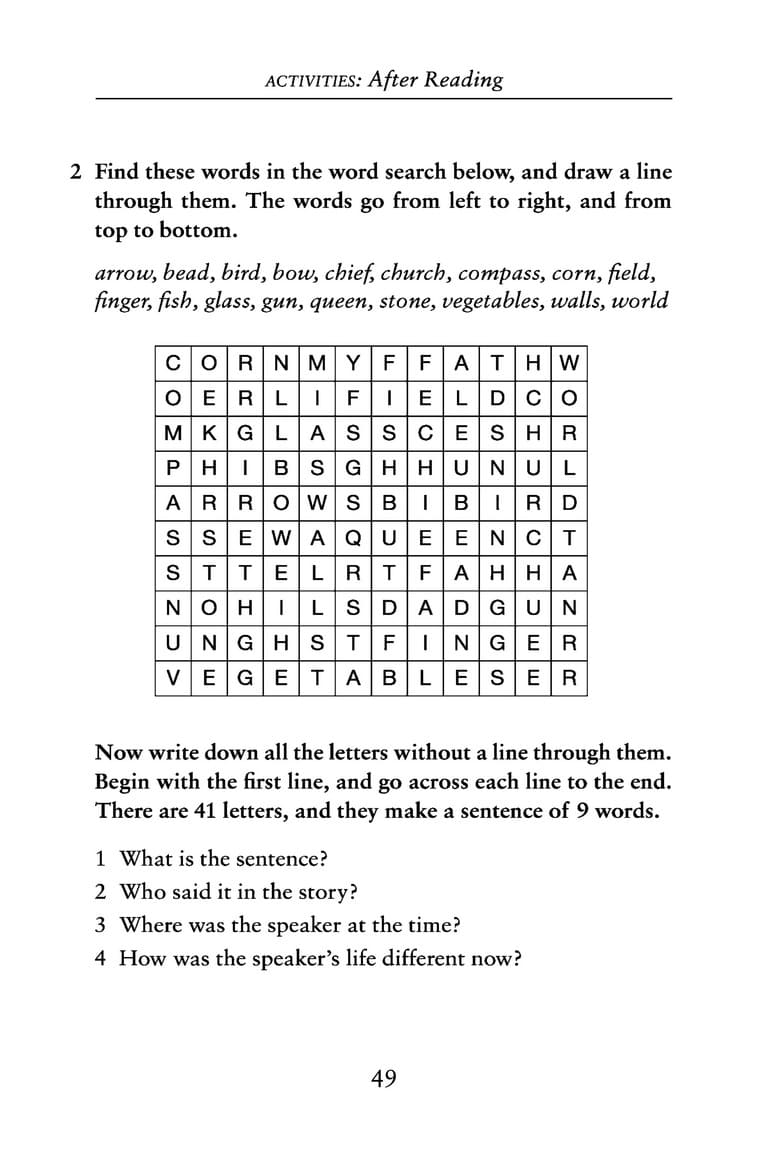 ACTIVITIES: After Reading
2 Find these words in the word search below, and draw a line
through them. The words go from left to right, and from
top to bottom.
arrow, bead, bird, bow, chief, church, compass, corn, field,
finger, fish, glass, gun, queen, stone, vegetables, walls, world
C O R N M Y F F A T H W
O E R L I F I E L D C O
M K G L A S S C E S H R
P H I B S G H H U N U L
A R R O W S B I B I R D
S S E W A Q U E E N C T
S T T E L R T F A H H A
N O H I L S D A D G U N
U N G H S T F I N G E R
V E G E T A B L E S E R
Now write down all the letters without a line through them.
Begin with the first line, and go across each line to the end.
There are 41 letters, and they make a sentence of 9 words.
1 What is the sentence?
2 Who said it in the story?
3 Where was the speaker at the time?
4 How was the speaker's life different now?
49